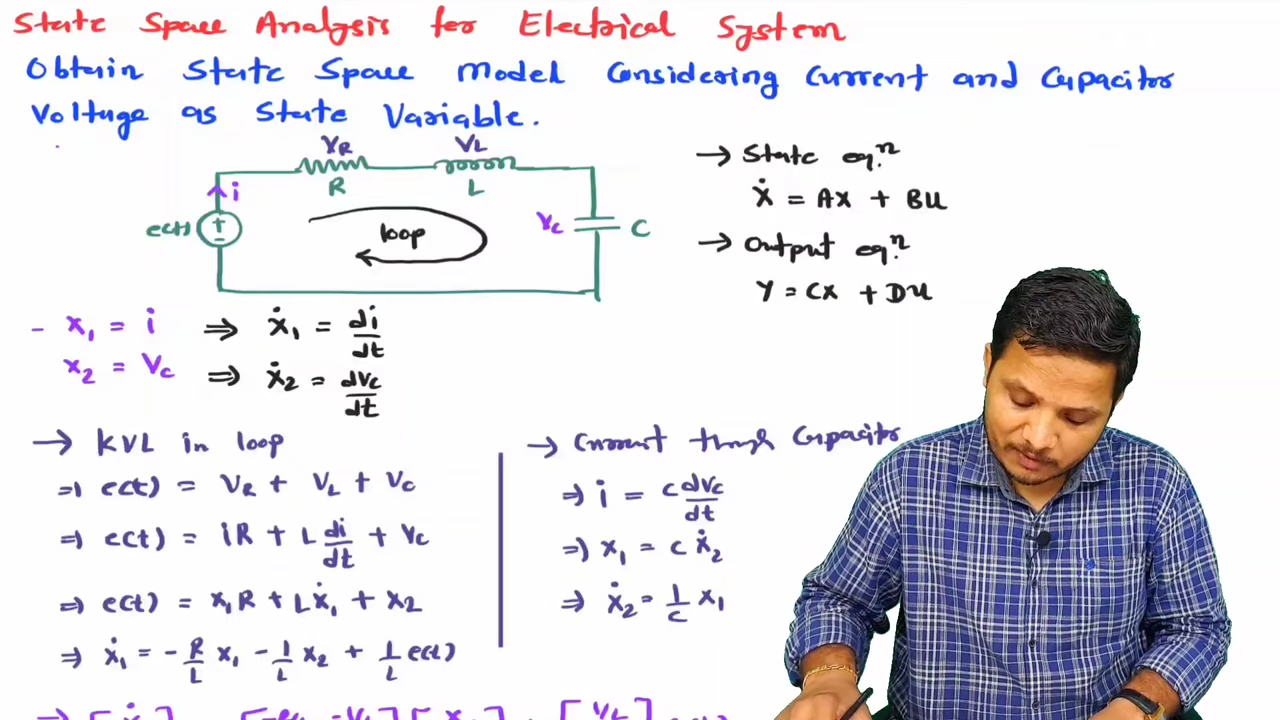 State Space Analysis for Electrical System
Obtain State Space Model Considering Current and Capacitor
Voltage as State Variable.
VR VL
R L
i
e(t) + - loop Vc C
→ State eqⁿ.
Ẋ = AX + BU
→ Output eqⁿ.
Y = CX + DU
- x₁ = i ⇒ ẋ₁ = di/dt
x₂ = Vc ⇒ ẋ₂ = dVc/dt
→ KVL in loop
⇒ e(t) = VR + VL + Vc
⇒ e(t) = iR + L di/dt + Vc
⇒ e(t) = x₁R + Lẋ₁ + x₂
⇒ ẋ₁ = -R/L x₁ - 1/L x₂ + 1/L e(t)
→ Current through Capacitor
⇒ i = C dVc/dt
⇒ x₁ = C ẋ₂
⇒ ẋ₂ = 1/C x₁